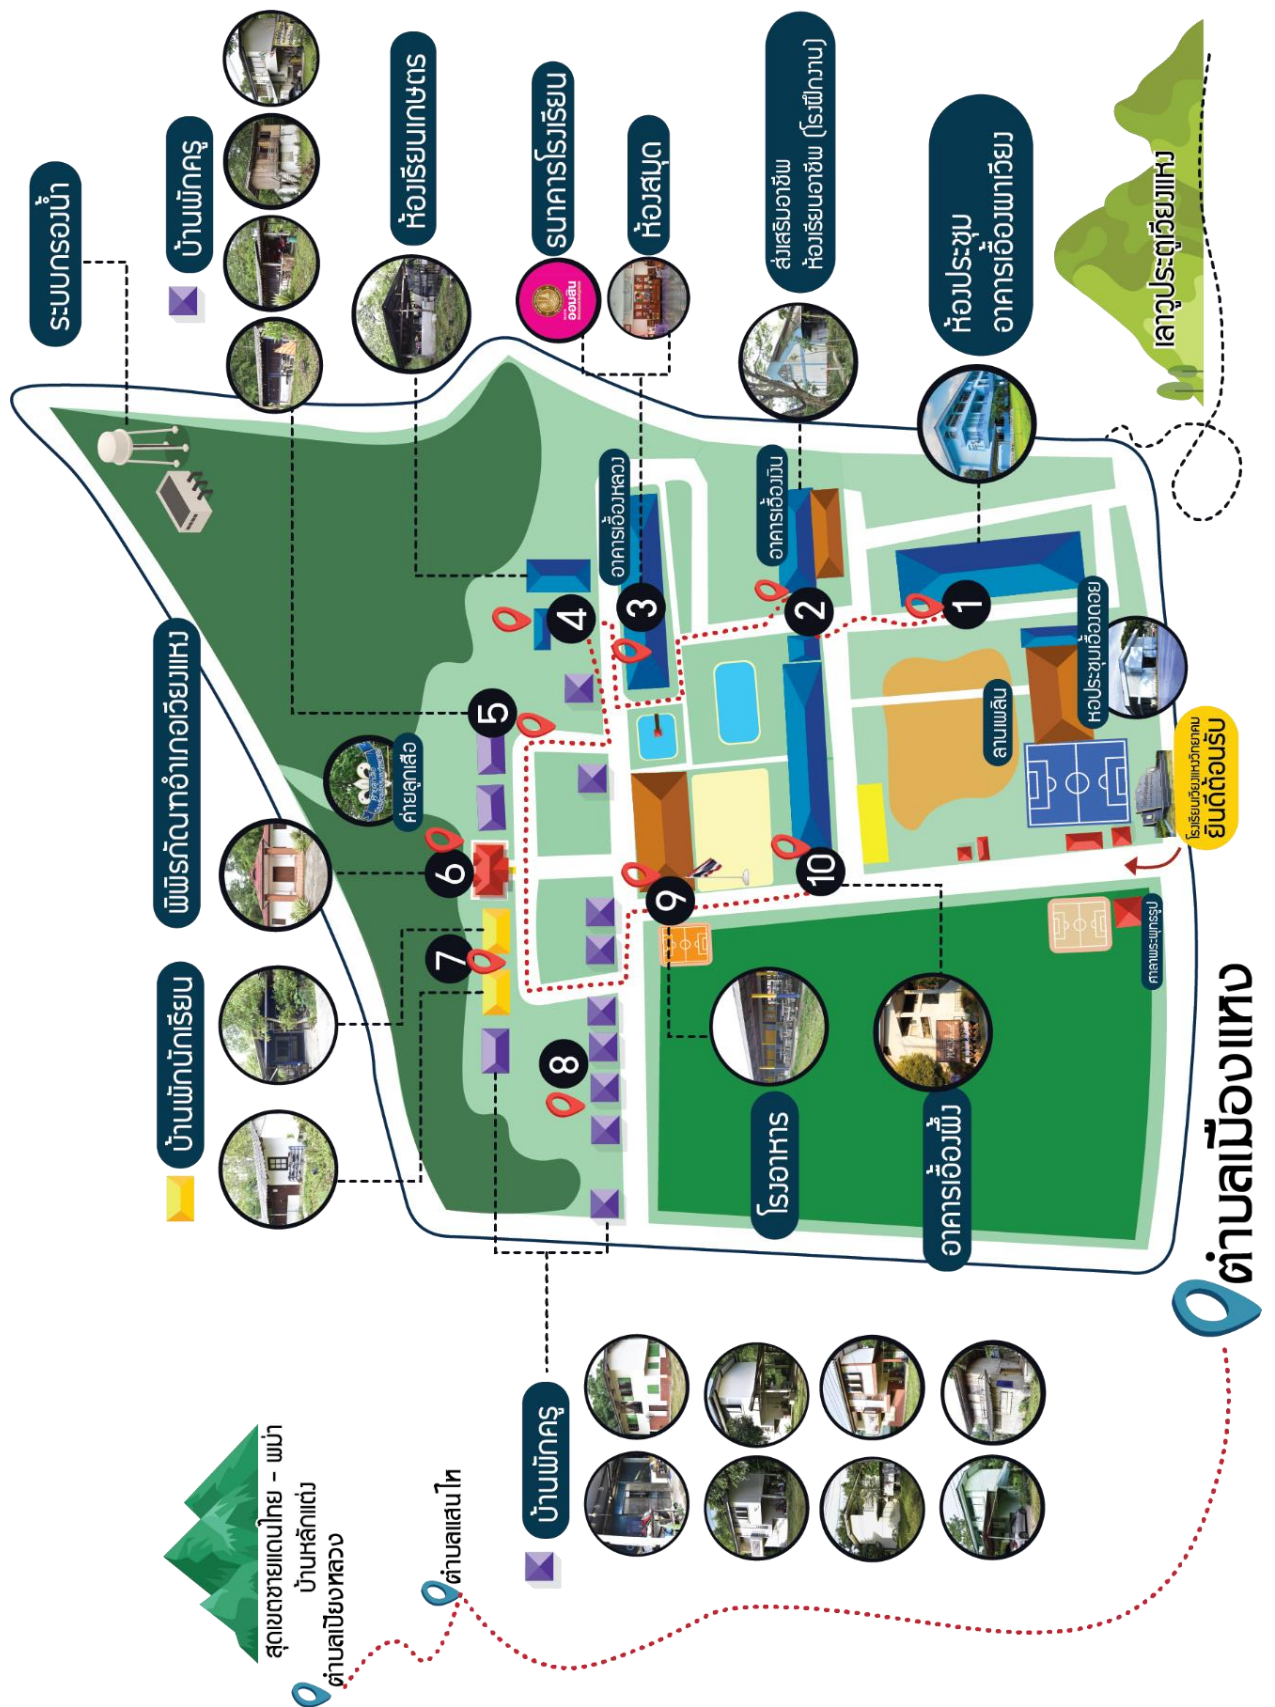 สุดเขตชายแดนไทย - พม่า
บ้านหลักแต่ง
ตำบลเปียงหลวง
ตำบลแสนไห
ตำบลเมืองแหง
บ้านพักครู
บ้านพักนักเรียน
พิพิธภัณฑ์อำเภอเวียงแหง
ระบบกรองน้ำ
บ้านพักครู
ห้องเรียนเกษตร
ธนาคารโรงเรียน
ออมสิน
ห้องสมุด
ส่งเสริมอาชีพ
ห้องเรียนอาชีพ (โรงฝึกงาน)
ห้องประชุม
อาคารเอื้องผาเวียง
เลาวูประตูเวียงแหง
ค่ายลูกเสือ
อาคารเอื้องหลวง
อาคารเอื้องเงิน
8
7
6
5
4
3
2
1
9
10
โรงอาหาร
อาคารเอื้องผึ้ง
ลานเพลิน
หอประชุมเอื้องดอย
ศาลาพระพุทธรูป
โรงเรียนเวียงแหงวิทยาคม
ยินดีต้อนรับ